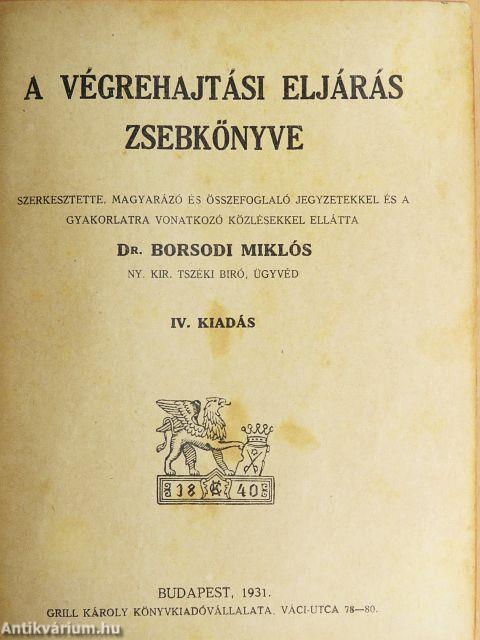 A VÉGREHAJTÁSI ELJÁRÁS
ZSEBKÖNYVE
SZERKESZTETTE, MAGYARÁZÓ ÉS ÖSSZEFOGLALÓ JEGYZETEKKEL ÉS A
GYAKORLATRA VONATKOZÓ KÖZLÉSEKKEL ELLÁTTA
DR. BORSODI MIKLÓS
NY. KIR. TSZÉKI BIRÓ, ÜGYVÉD
IV. KIADÁS
18 40
BUDAPEST, 1931.
GRILL KÁROLY KÖNYVKIADÓVÁLLALATA, VÁCI-UTCA 78—80.
Antikvárium.hu